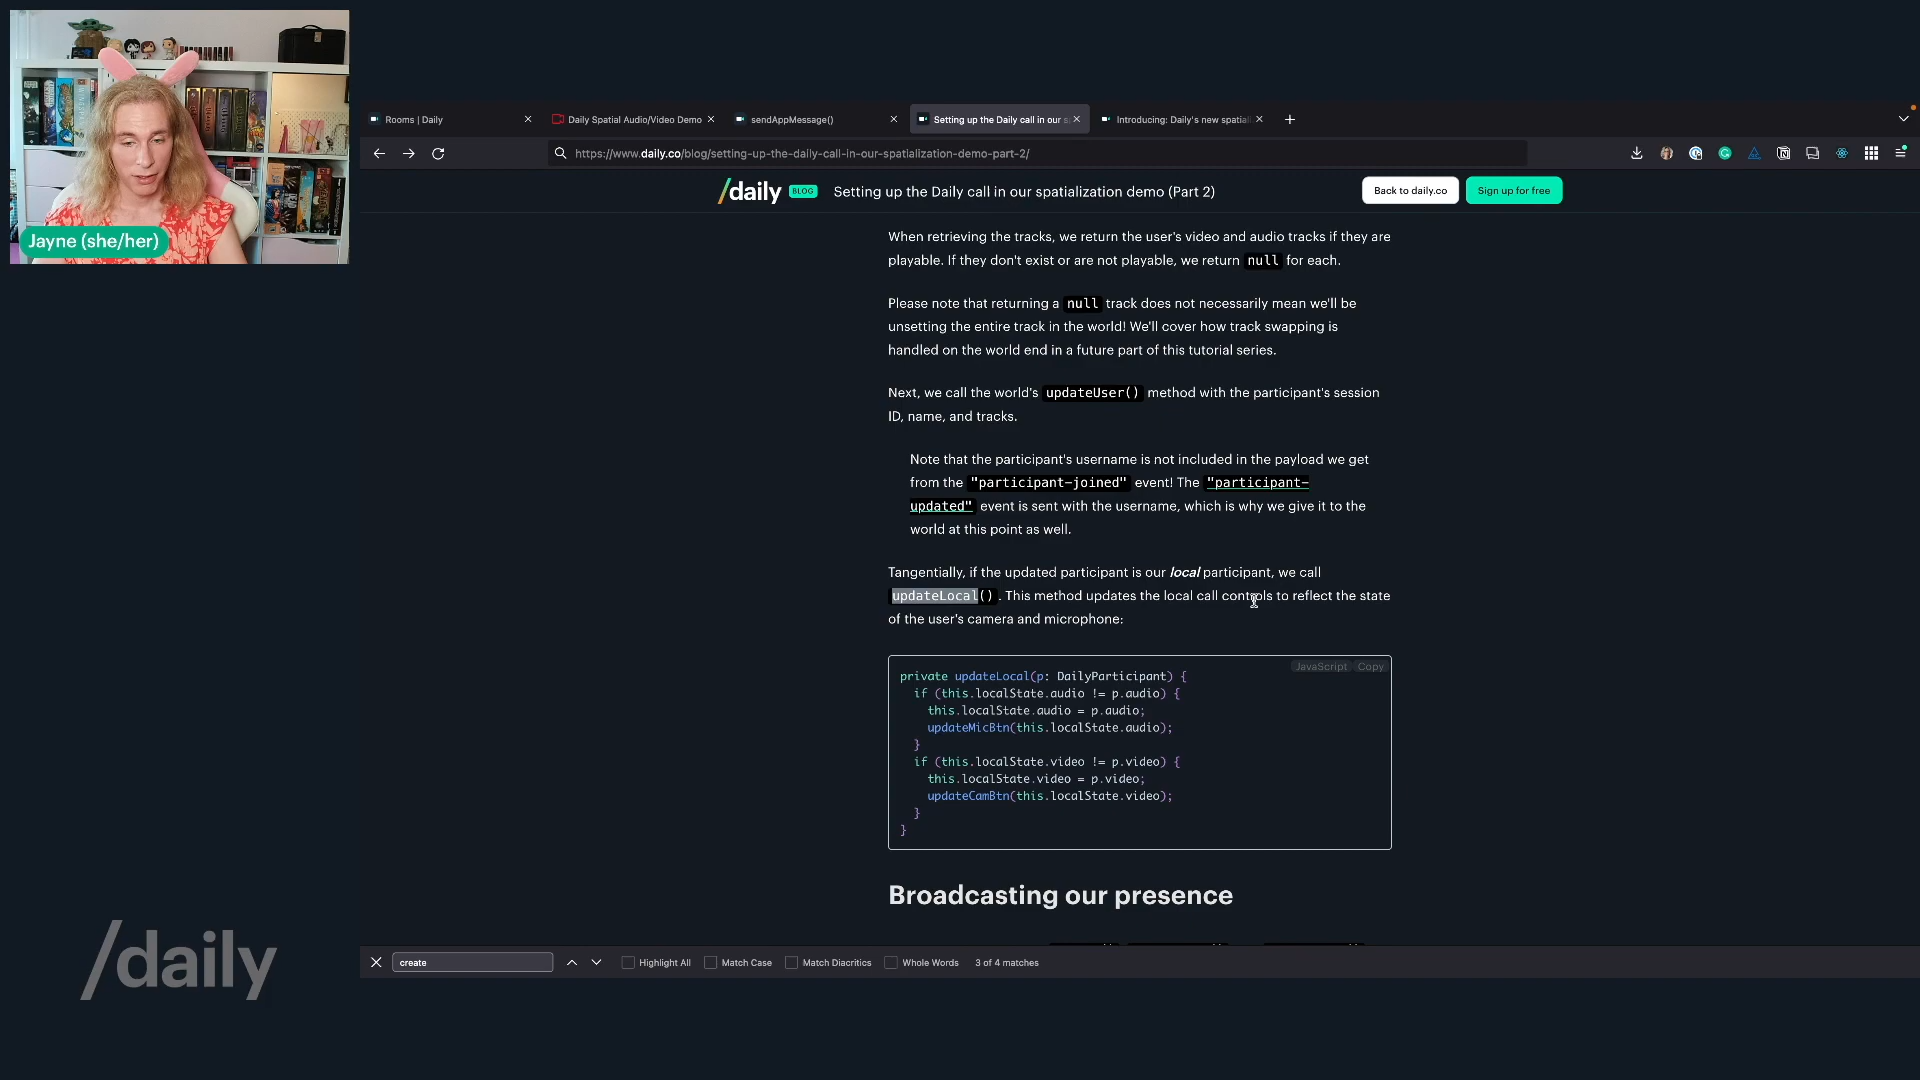 Jayne (she/her)
Rooms | Daily
Daily Spatial Audio/Video Demo
sendAppMessage()
Setting up the Daily call in our s
Introducing: Daily's new spatial
https://www.daily.co/blog/setting-up-the-daily-call-in-our-spatialization-demo-part-2/
/daily BLOG Setting up the Daily call in our spatialization demo (Part 2)
Back to daily.co
Sign up for free
When retrieving the tracks, we return the user's video and audio tracks if they are
playable. If they don't exist or are not playable, we return null for each.
Please note that returning a null track does not necessarily mean we'll be
unsetting the entire track in the world! We'll cover how track swapping is
handled on the world end in a future part of this tutorial series.
Next, we call the world's updateUser() method with the participant's session
ID, name, and tracks.
Note that the participant's username is not included in the payload we get
from the "participant-joined" event! The "participant-
updated" event is sent with the username, which is why we give it to the
world at this point as well.
Tangentially, if the updated participant is our local participant, we call
updateLocal(). This method updates the local call controls to reflect the state
of the user's camera and microphone:
JavaScript Copy
private updateLocal(p: DailyParticipant) {
if (this.localState.audio != p.audio) {
this.localState.audio = p.audio;
updateMicBtn(this.localState.audio);
}
if (this.localState.video != p.video) {
this.localState.video = p.video;
updateCamBtn(this.localState.video);
}
}
Broadcasting our presence
/daily
create
Highlight All
Match Case
Match Diacritics
Whole Words
3 of 4 matches